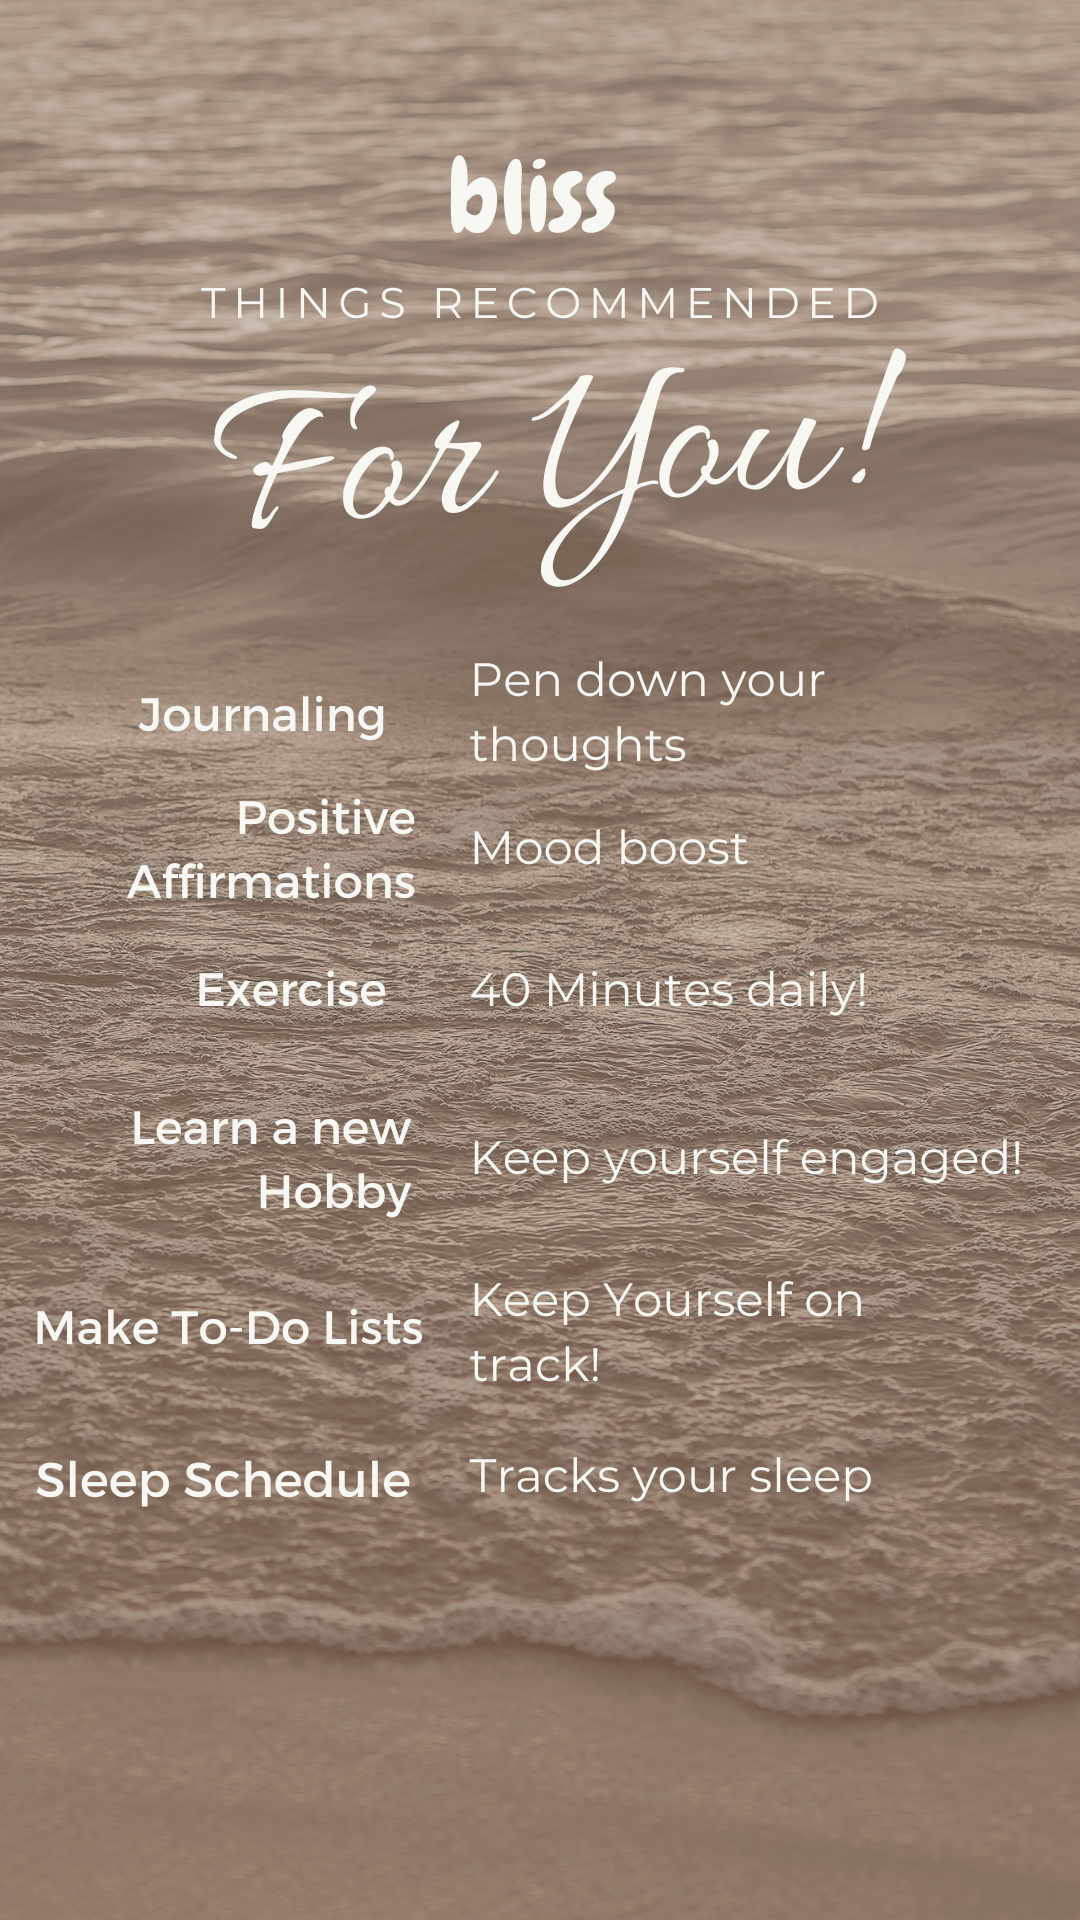 bliss
THINGS RECOMMENDED
For You!
Journaling
Pen down your
thoughts
Positive
Affirmations
Mood boost
Exercise
40 Minutes daily!
Learn a new
Hobby
Keep yourself engaged!
Make To-Do Lists
Keep Yourself on
track!
Sleep Schedule
Tracks your sleep